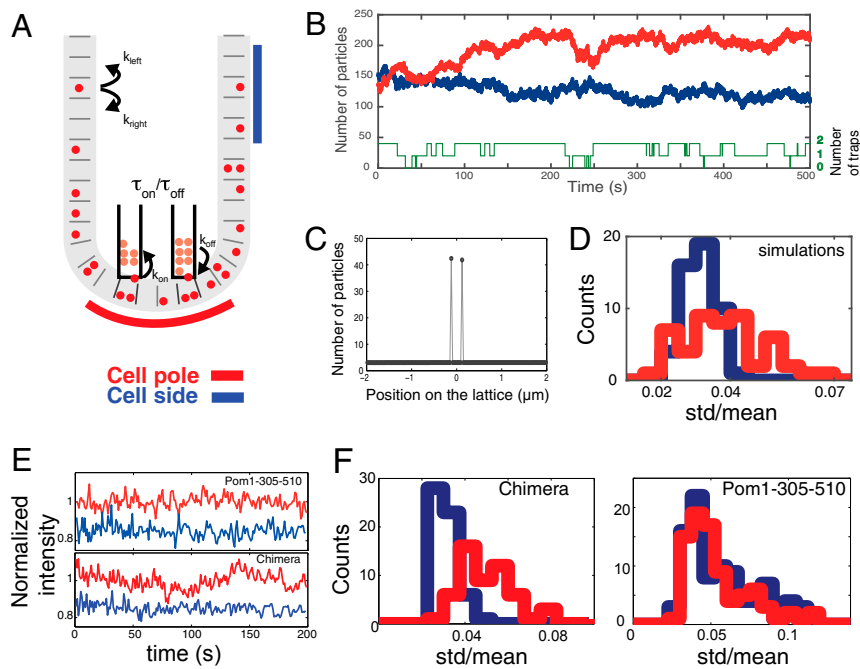 A
k_left
k_right
τ_on/τ_off
k_on
k_off
Cell pole
Cell side
B
Number of particles
250
200
150
100
50
0
0 100 200 300 400 500
Time (s)
2
1
0
Number of traps
C
Number of particles
50
40
30
20
10
0
-2 -1 0 1 2
Position on the lattice (µm)
D
simulations
Counts
20
10
0
0.02 0.04 0.07
std/mean
E
Normalized intensity
Pom1-305-510
1
0.8
Chimera
1
0.8
0 50 100 150 200
time (s)
F
Chimera
Counts
30
20
10
0
0.04 0.08
std/mean
Pom1-305-510
20
10
0
0 0.05 0.1
std/mean